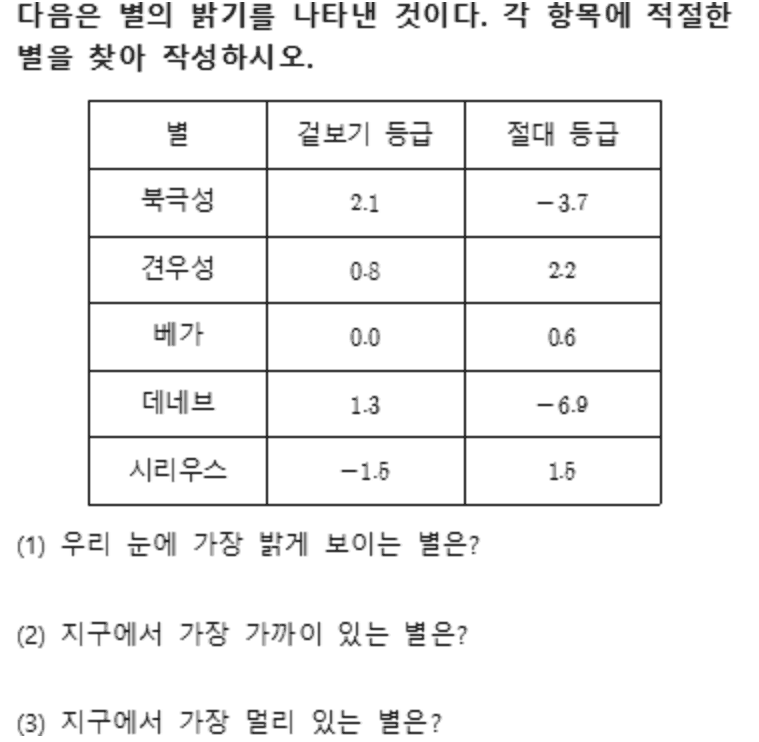 다음은 별의 밝기를 나타낸 것이다. 각 항목에 적절한
별을 찾아 작성하시오.
별 겉보기 등급 절대 등급
북극성 2.1 -3.7
견우성 0.8 2.2
베가 0.0 0.6
데네브 1.3 -6.9
시리우스 -1.5 1.5
(1) 우리 눈에 가장 밝게 보이는 별은?
(2) 지구에서 가장 가까이 있는 별은?
(3) 지구에서 가장 멀리 있는 별은?